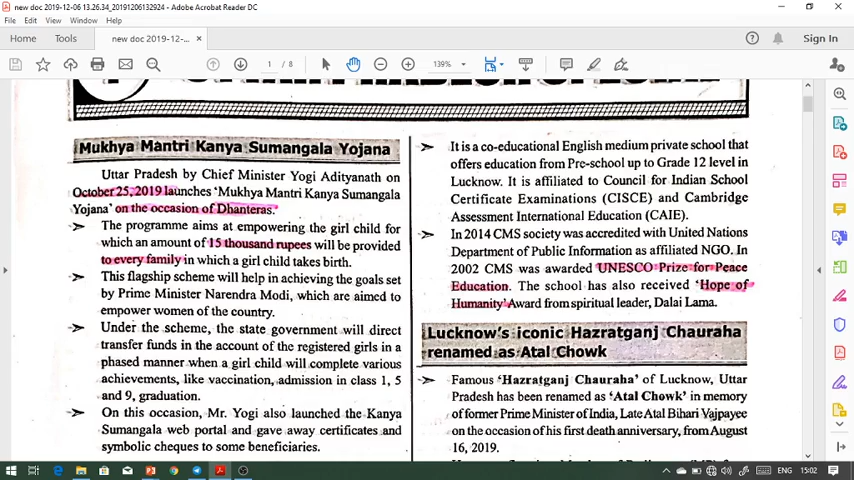 new doc 2019-12-06 13.26.34_20191206132924 - Adobe Acrobat Reader DC
File Edit View Window Help
Home Tools new doc 2019-12-... × Sign In
1 / 8 139%
Mukhya Mantri Kanya Sumangala Yojana
Uttar Pradesh by Chief Minister Yogi Adityanath on
October 25, 2019 launches 'Mukhya Mantri Kanya Sumangala
Yojana' on the occasion of Dhanteras.
The programme aims at empowering the girl child for
which an amount of 15 thousand rupees will be provided
to every family in which a girl child takes birth.
This flagship scheme will help in achieving the goals set
by Prime Minister Narendra Modi, which are aimed to
empower women of the country.
Under the scheme, the state government will direct
transfer funds in the account of the registered girls in a
phased manner when a girl child will complete various
achievements, like vaccination, admission in class 1, 5
and 9, graduation.
On this occasion, Mr. Yogi also launched the Kanya
Sumangala web portal and gave away certificates and
symbolic cheques to some beneficiaries.
It is a co-educational English medium private school that
offers education from Pre-school up to Grade 12 level in
Lucknow. It is affiliated to Council for Indian School
Certificate Examinations (CISCE) and Cambridge
Assessment International Education (CAIE).
In 2014 CMS society was accredited with United Nations
Department of Public Information as affiliated NGO. In
2002 CMS was awarded UNESCO Prize for Peace
Education. The school has also received 'Hope of
Humanity' Award from spiritual leader, Dalai Lama.
Lucknow's iconic Hazratganj Chauraha
renamed as Atal Chowk
Famous 'Hazratganj Chauraha' of Lucknow, Uttar
Pradesh has been renamed as 'Atal Chowk' in memory
of former Prime Minister of India, Late Atal Bihari Vajpayee
on the occasion of his first death anniversary, from August
16, 2019.
ENG 15:02